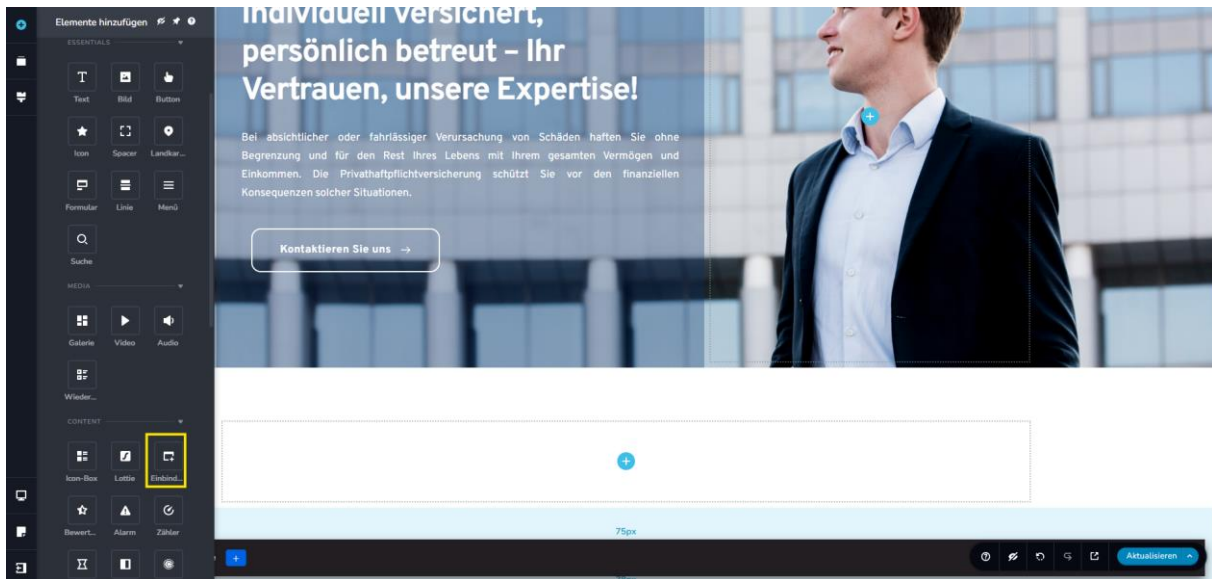 Elemente hinzufügen
ESSENTIALS
Text Bild Button
Icon Spacer Landkar...
Formular Linie Menü
Suche
MEDIA
Galerie Video Audio
Wieder...
CONTENT
Icon-Box Lottie Einbind...
Bewert... Alarm Zähler
Individuell versichert,
persönlich betreut – Ihr
Vertrauen, unsere Expertise!
Bei absichtlicher oder fahrlässiger Verursachung von Schäden haften Sie ohne
Begrenzung und für den Rest Ihres Lebens mit Ihrem gesamten Vermögen und
Einkommen. Die Privathaftpflichtversicherung schützt Sie vor den finanziellen
Konsequenzen solcher Situationen.
Kontaktieren Sie uns →
75px
Aktualisieren